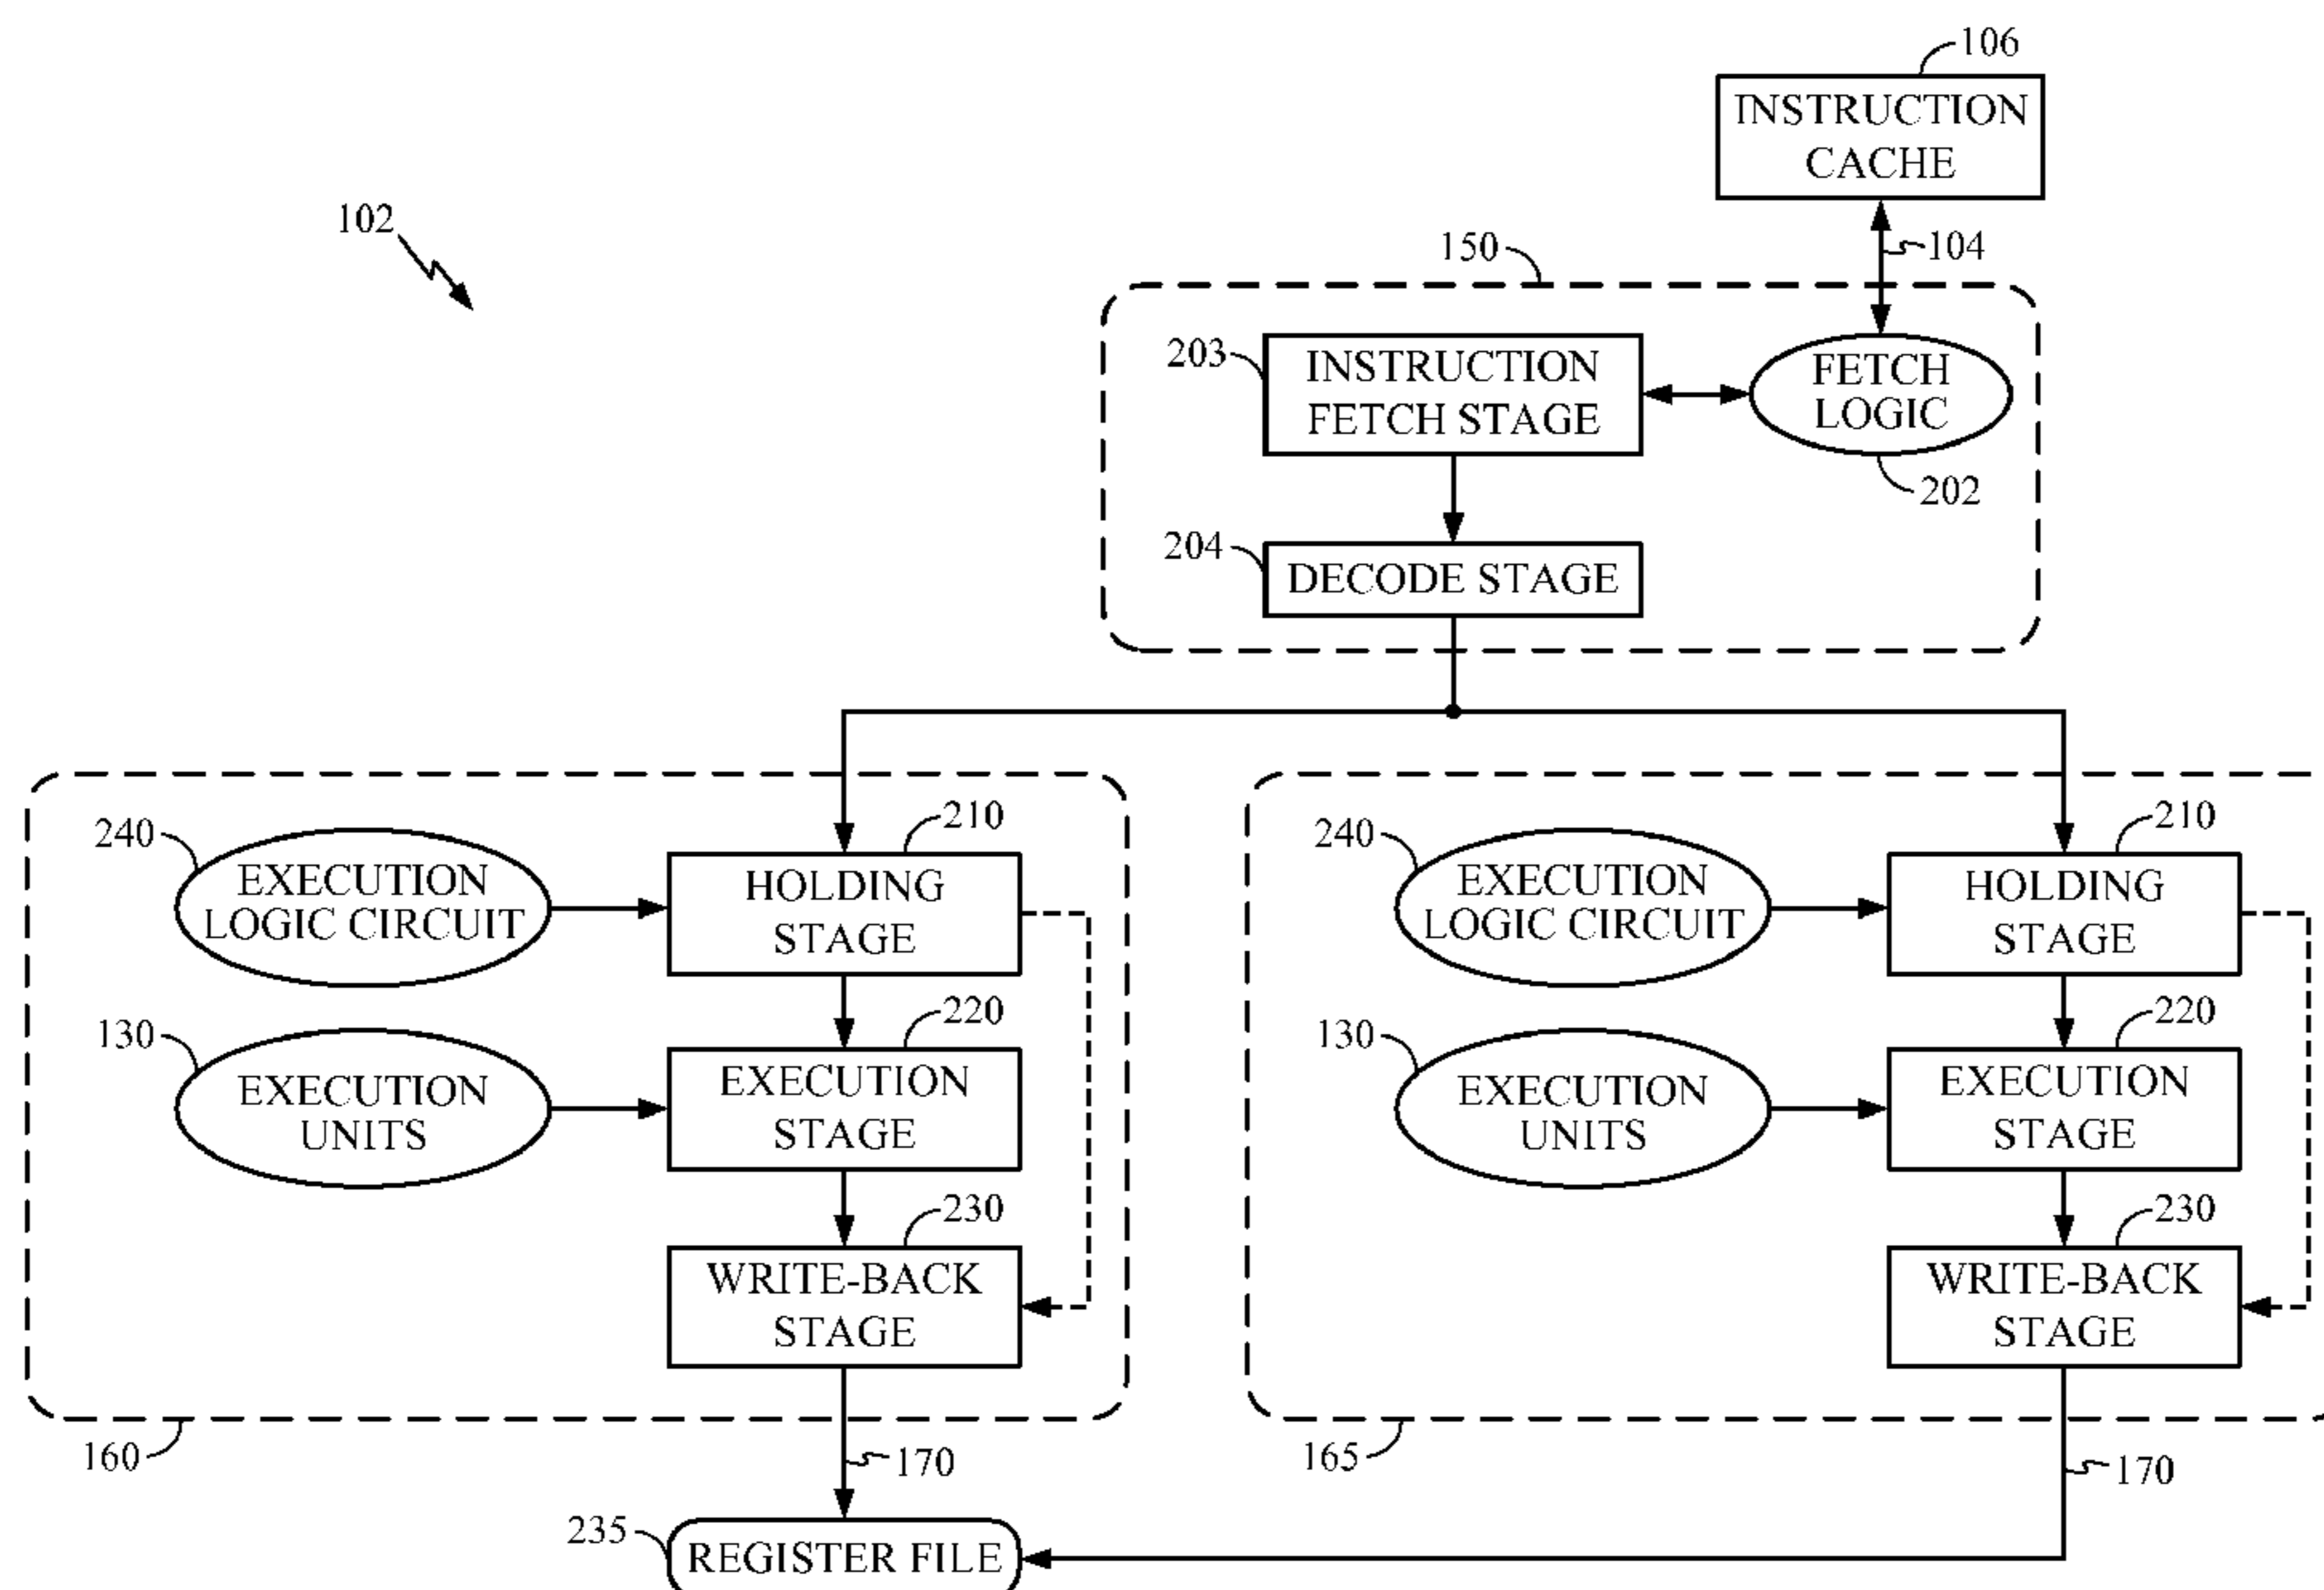 106
INSTRUCTION
CACHE
102
150
104
203
INSTRUCTION
FETCH STAGE
FETCH
LOGIC
202
204
DECODE STAGE
240
EXECUTION
LOGIC CIRCUIT
210
HOLDING
STAGE
130
EXECUTION
UNITS
220
EXECUTION
STAGE
230
WRITE-BACK
STAGE
160
170
240
EXECUTION
LOGIC CIRCUIT
210
HOLDING
STAGE
130
EXECUTION
UNITS
220
EXECUTION
STAGE
230
WRITE-BACK
STAGE
165
170
235
REGISTER FILE